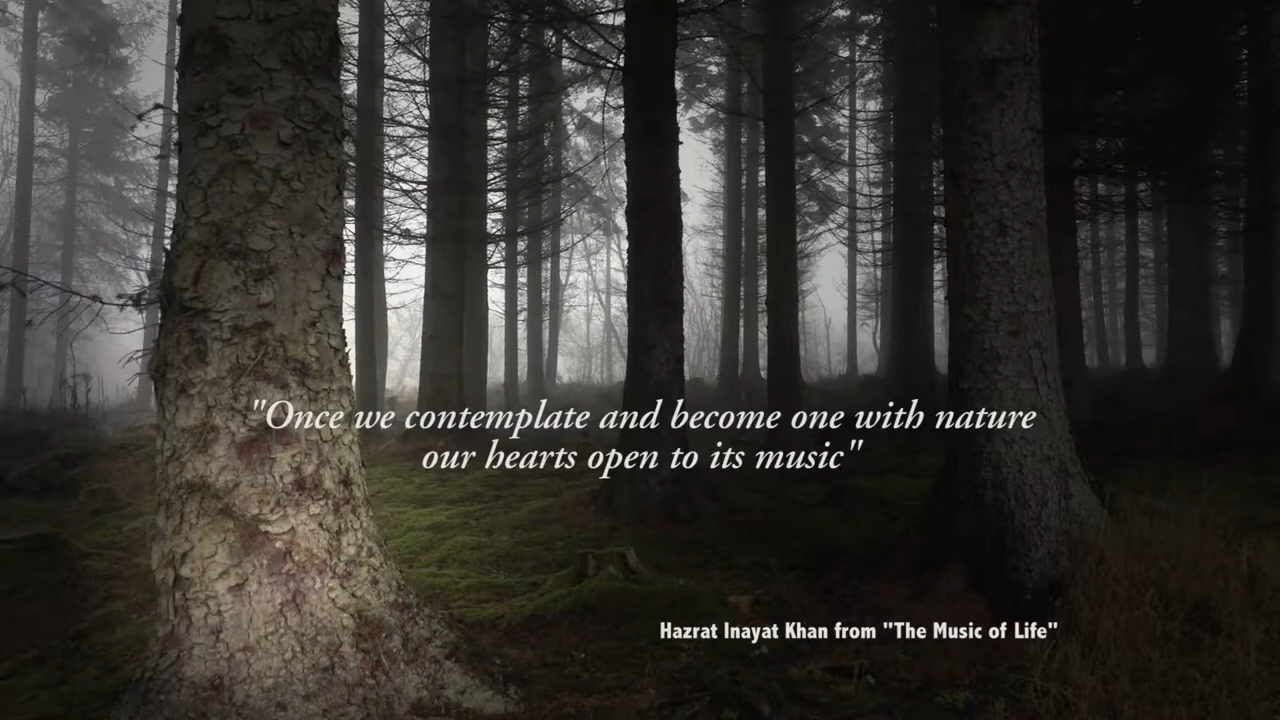 "Once we contemplate and become one with nature
our hearts open to its music"
Hazrat Inayat Khan from "The Music of Life"